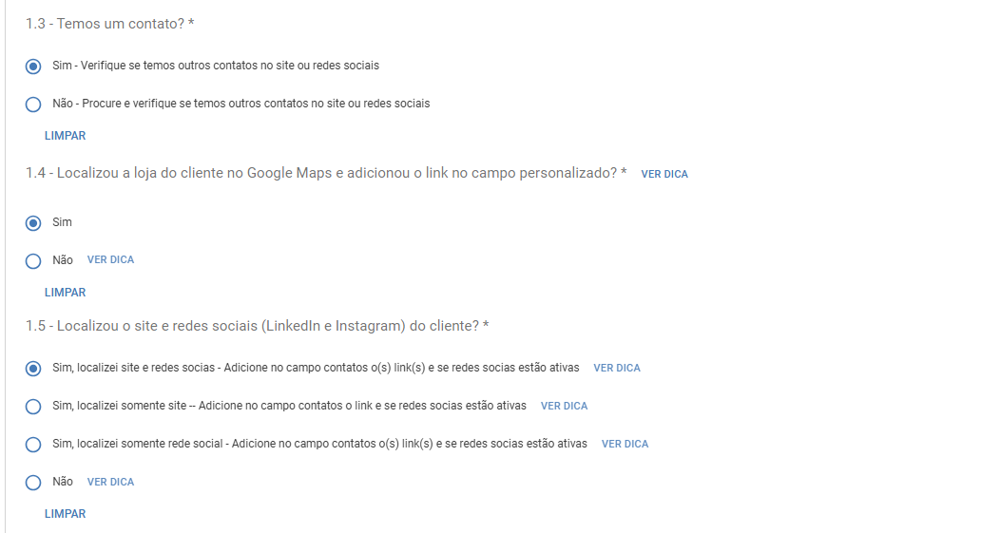 1.3 - Temos um contato? *
Sim - Verifique se temos outros contatos no site ou redes sociais
Não - Procure e verifique se temos outros contatos no site ou redes sociais
LIMPAR
1.4 - Localizou a loja do cliente no Google Maps e adicionou o link no campo personalizado? * VER DICA
Sim
Não VER DICA
LIMPAR
1.5 - Localizou o site e redes sociais (LinkedIn e Instagram) do cliente? *
Sim, localizei site e redes socias - Adicione no campo contatos o(s) link(s) e se redes socias estão ativas VER DICA
Sim, localizei somente site -- Adicione no campo contatos o link e se redes socias estão ativas VER DICA
Sim, localizei somente rede social - Adicione no campo contatos o(s) link(s) e se redes socias estão ativas VER DICA
Não VER DICA
LIMPAR